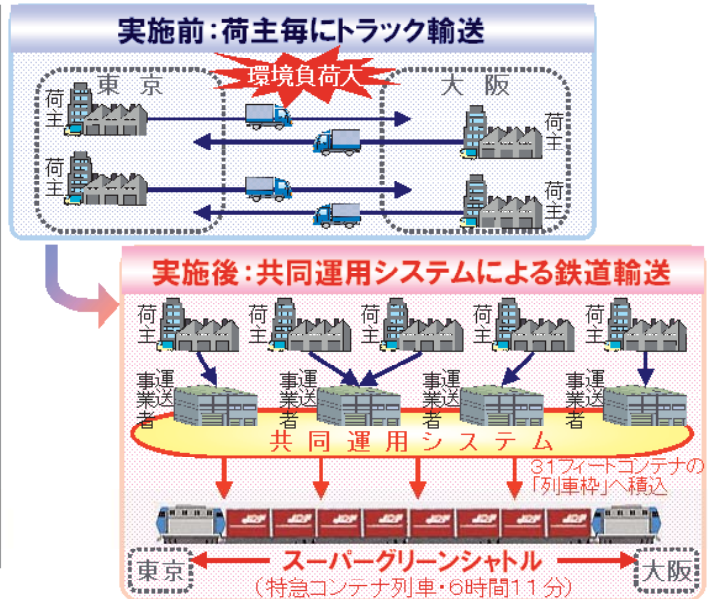 実施前：荷主毎にトラック輸送
環境負荷大
東京
大阪
荷主
荷主
荷主
荷主
実施後：共同運用システムによる鉄道輸送
荷主
荷主
荷主
荷主
荷主
運送事業者
運送事業者
運送事業者
運送事業者
共同運用システム
31フィートコンテナの
「列車枠」へ積込
JRF
JRF
JRF
JRF
JRF
JRF
JRF
スーパーグリーンシャトル
東京
大阪
（特急コンテナ列車・6時間11分）